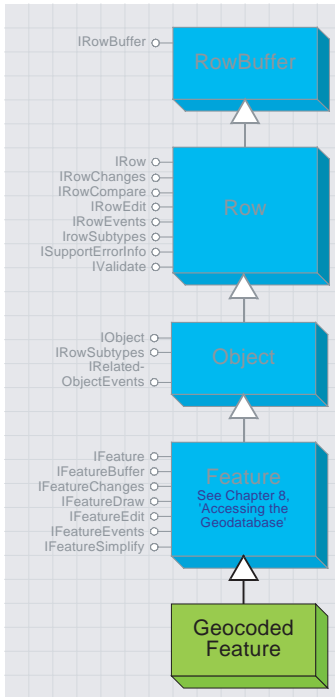 IRowBuffer
RowBuffer
IRow
IRowChanges
IRowCompare
IRowEdit
IRowEvents
IrowSubtypes
ISupportErrorInfo
IValidate
Row
IObject
IRowSubtypes
IRelated-
ObjectEvents
Object
IFeature
IFeatureBuffer
IFeatureChanges
IFeatureDraw
IFeatureEdit
IFeatureEvents
IFeatureSimplify
Feature
See Chapter 8,
'Accessing the
Geodatabase'
Geocoded
Feature